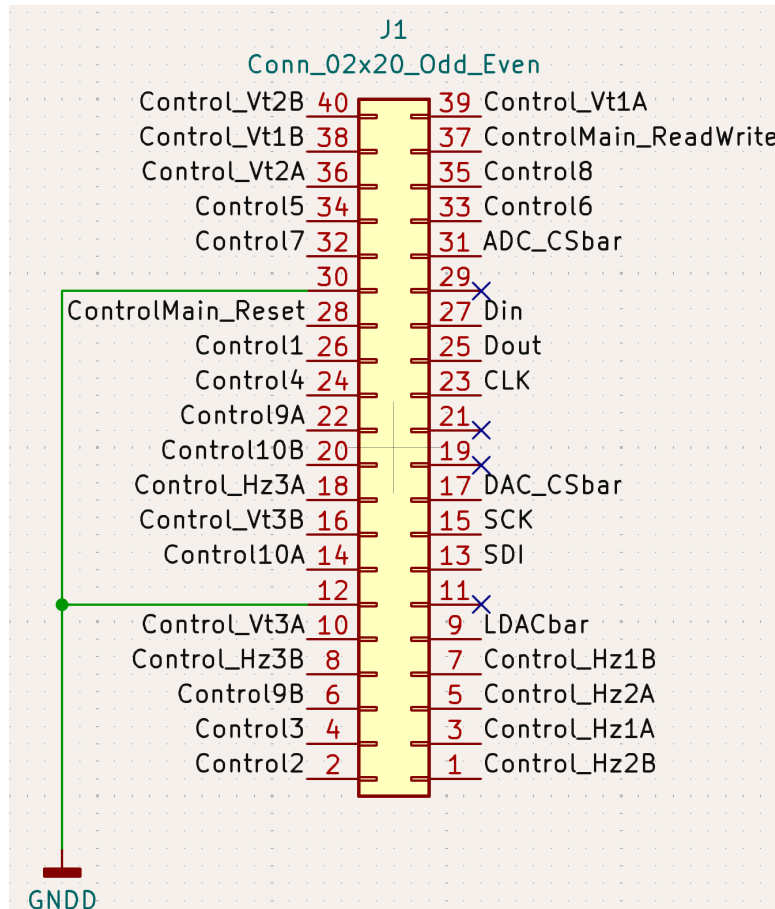 J1
Conn_02x20_Odd_Even
Control_Vt2B 40 39 Control_Vt1A
Control_Vt1B 38 37 ControlMain_ReadWrite
Control_Vt2A 36 35 Control8
Control5 34 33 Control6
Control7 32 31 ADC_CSbar
30 29
ControlMain_Reset 28 27 Din
Control1 26 25 Dout
Control4 24 23 CLK
Control9A 22 21
Control10B 20 19
Control_Hz3A 18 17 DAC_CSbar
Control_Vt3B 16 15 SCK
Control10A 14 13 SDI
12 11
Control_Vt3A 10 9 LDACbar
Control_Hz3B 8 7 Control_Hz1B
Control9B 6 5 Control_Hz2A
Control3 4 3 Control_Hz1A
Control2 2 1 Control_Hz2B
GNDD